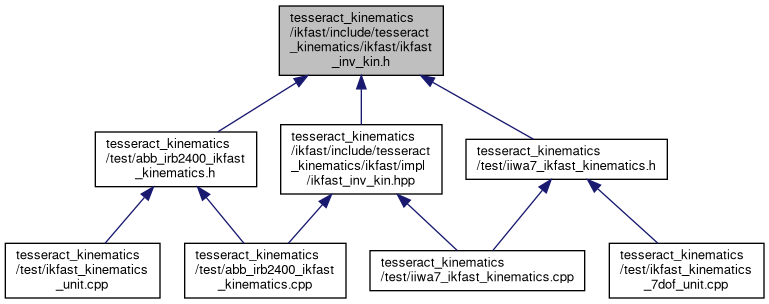 tesseract_kinematics
/ikfast/include/tesseract
_kinematics/ikfast/ikfast
_inv_kin.h
tesseract_kinematics
/test/abb_irb2400_ikfast
_kinematics.h
tesseract_kinematics
/ikfast/include/tesseract
_kinematics/ikfast/impl
/ikfast_inv_kin.hpp
tesseract_kinematics
/test/iiwa7_ikfast_kinematics.h
tesseract_kinematics
/test/ikfast_kinematics
_unit.cpp
tesseract_kinematics
/test/abb_irb2400_ikfast
_kinematics.cpp
tesseract_kinematics
/test/iiwa7_ikfast_kinematics.cpp
tesseract_kinematics
/test/ikfast_kinematics
_7dof_unit.cpp